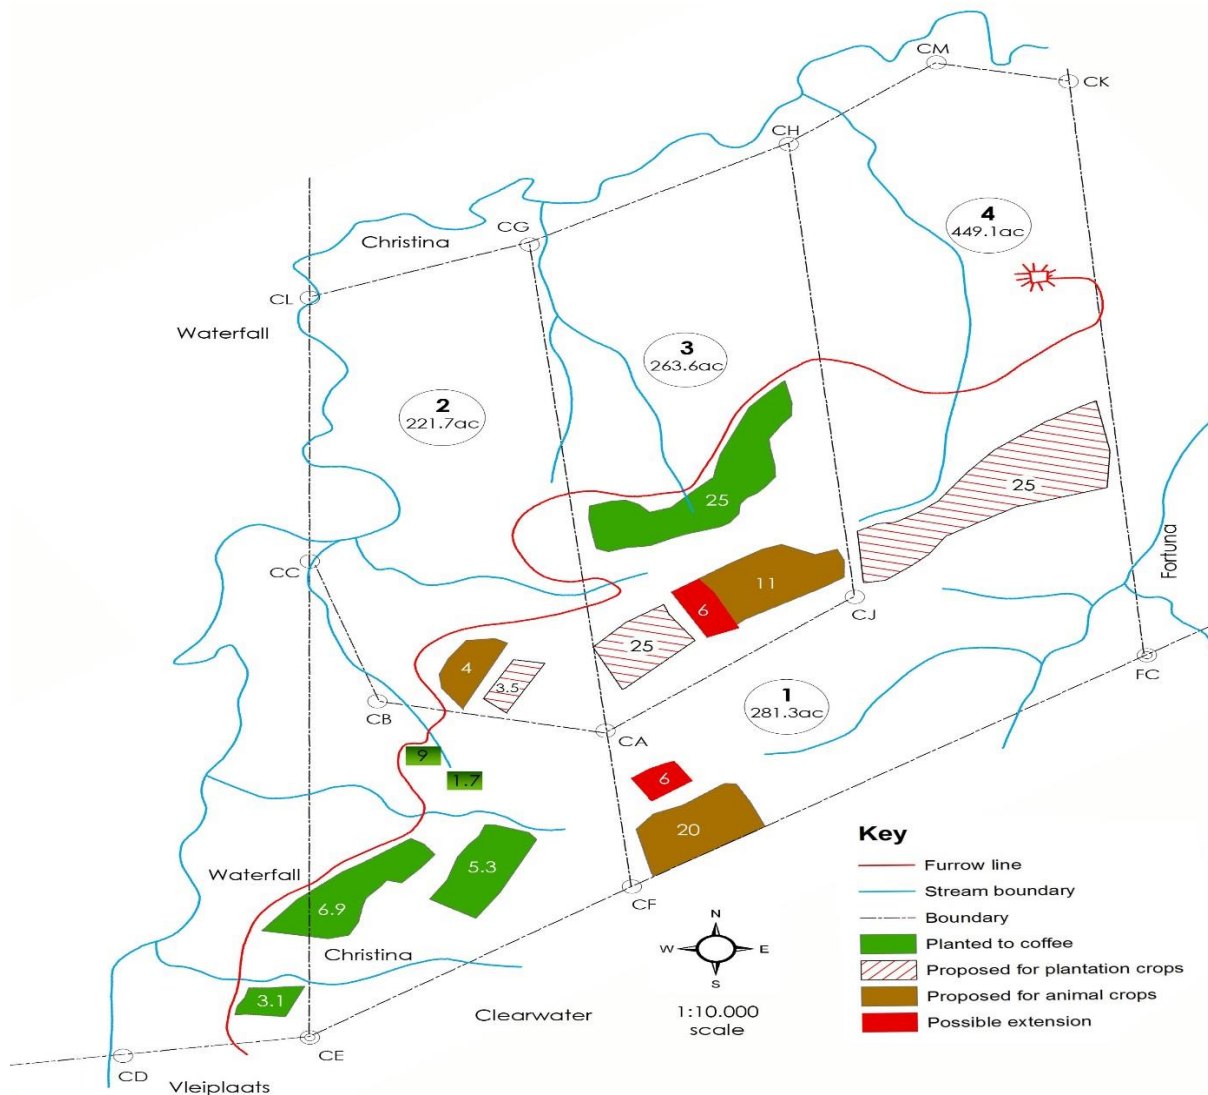 CM
CK
CH
4
449.1ac
CG
Christina
CL
Waterfall
3
263.6ac
2
221.7ac
25
25
Fortuna
CC
11
6
CJ
25
4
3.5
FC
1
281.3ac
CB
CA
9
1.7
6
20
5.3
Waterfall
6.9
CF
Christina
3.1
CE
CD
Vleiplaats
Clearwater
N
W
E
S
1:10.000
scale
Key
Furrow line
Stream boundary
Boundary
Planted to coffee
Proposed for plantation crops
Proposed for animal crops
Possible extension